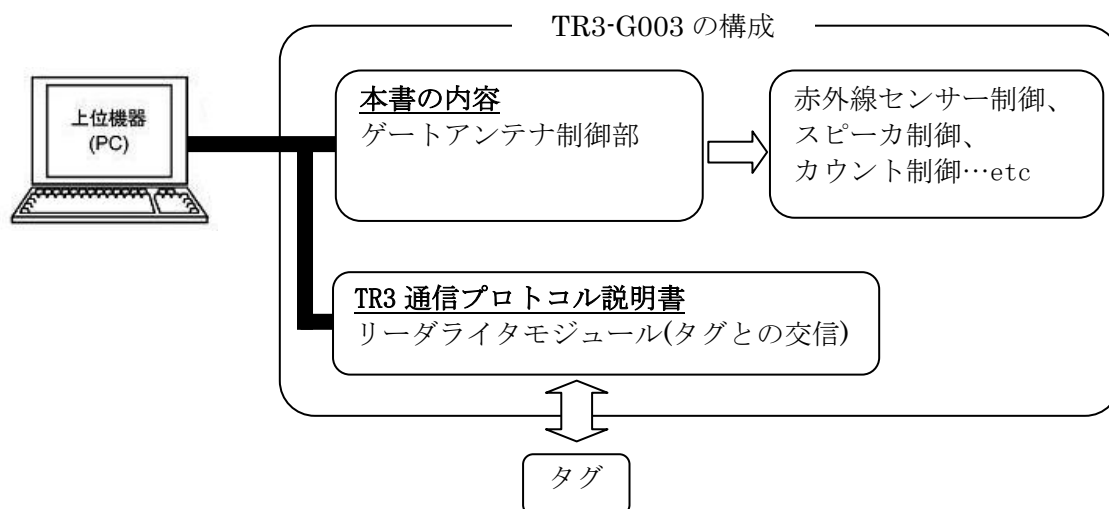 TR3-G003 の構成
上位機器
(PC)
本書の内容
ゲートアンテナ制御部
赤外線センサー制御、
スピーカ制御、
カウント制御…etc
TR3 通信プロトコル説明書
リーダライタモジュール(タグとの交信)
タグ